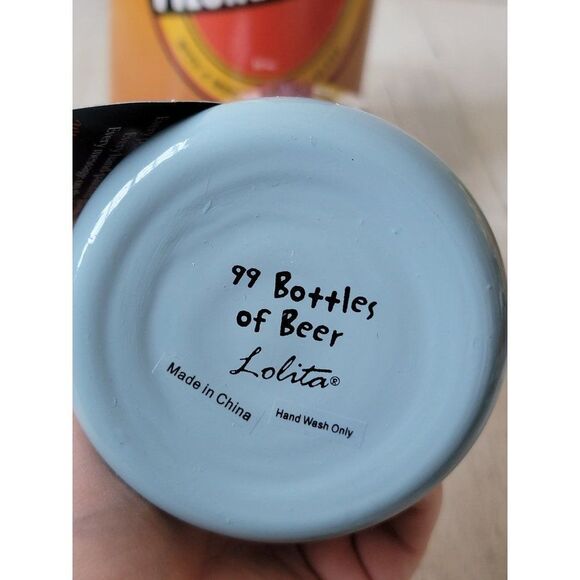 99 Bottles
of Beer
Lolita®
Made in China
Hand Wash Only